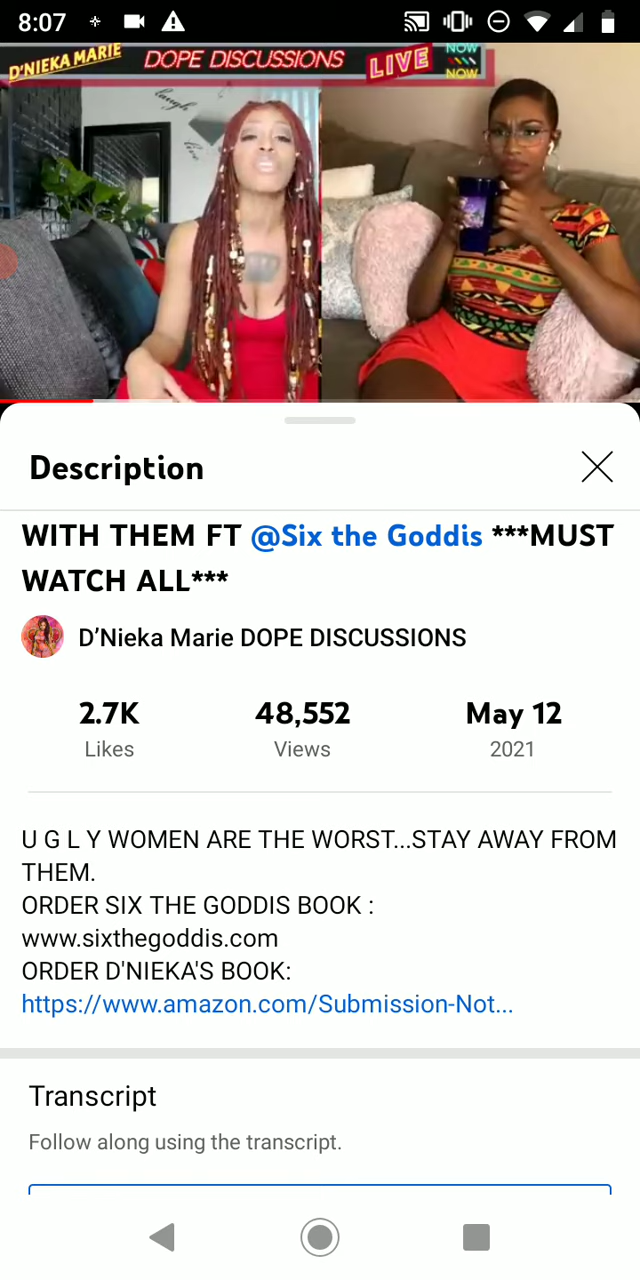 8:07
D'NIEKA MARIE
DOPE DISCUSSIONS
LIVE
NOW
NOW
laugh
live
Description
WITH THEM FT @Six the Goddis ***MUST
WATCH ALL***
D'Nieka Marie DOPE DISCUSSIONS
2.7K 48,552 May 12
Likes Views 2021
U G L Y WOMEN ARE THE WORST...STAY AWAY FROM
THEM.
ORDER SIX THE GODDIS BOOK :
www.sixthegoddis.com
ORDER D'NIEKA'S BOOK:
https://www.amazon.com/Submission-Not...
Transcript
Follow along using the transcript.